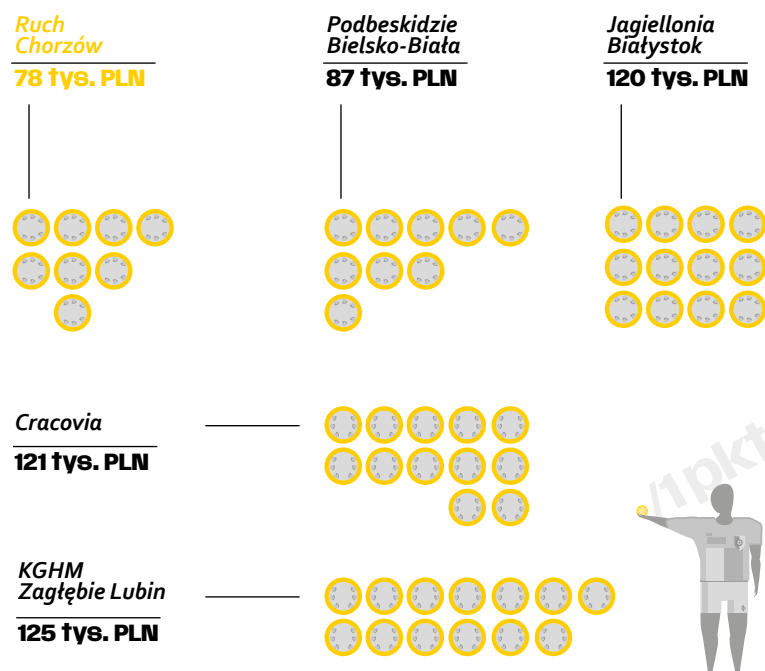 Ruch
Chorzów
78 tys. PLN
Podbeskidzie
Bielsko-Biała
87 tys. PLN
Jagiellonia
Białystok
120 tys. PLN
Cracovia
121 tys. PLN
/1pkt
KGHM
Zagłębie Lubin
125 tys. PLN